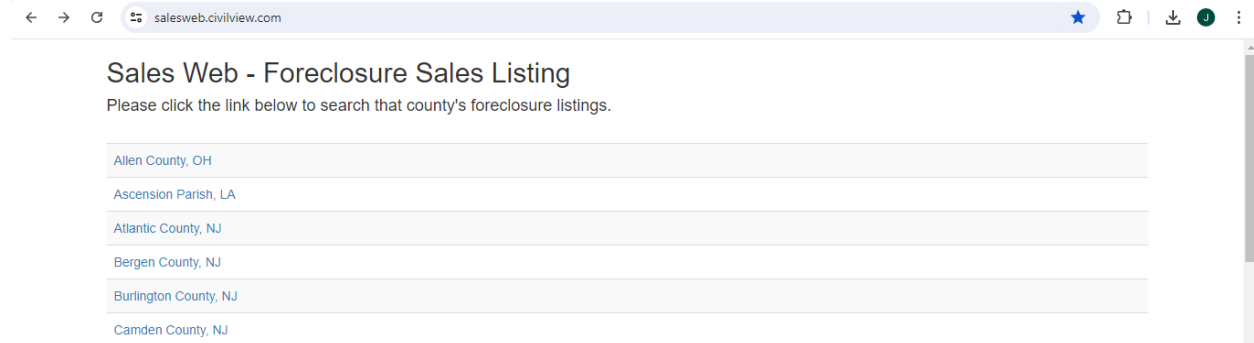 salesweb.civilview.com
J
Sales Web - Foreclosure Sales Listing
Please click the link below to search that county's foreclosure listings.
Allen County, OH
Ascension Parish, LA
Atlantic County, NJ
Bergen County, NJ
Burlington County, NJ
Camden County, NJ